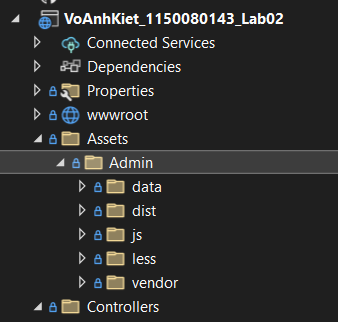 VoAnhKiet_1150080143_Lab02
Connected Services
Dependencies
Properties
wwwroot
Assets
Admin
data
dist
js
less
vendor
Controllers